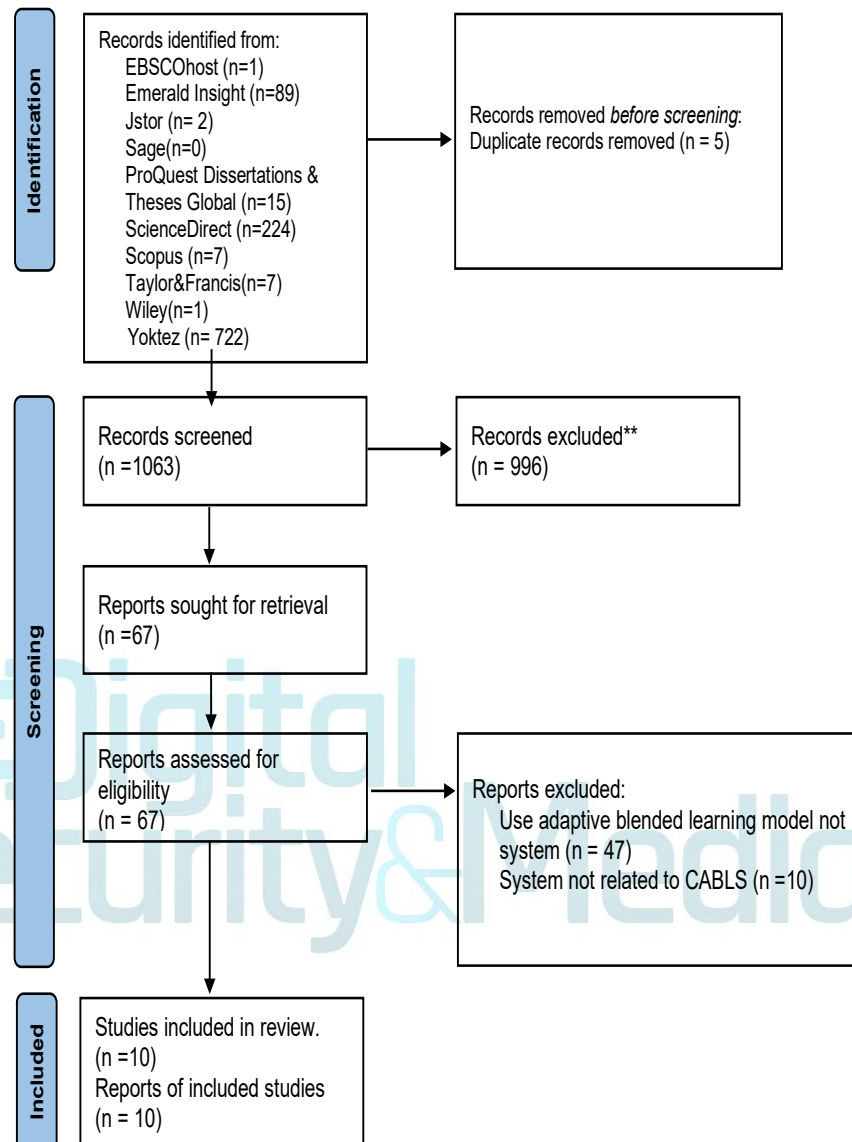 Identification
Records identified from:
EBSCOhost (n=1)
Emerald Insight (n=89)
Jstor (n= 2)
Sage(n=0)
ProQuest Dissertations &
Theses Global (n=15)
ScienceDirect (n=224)
Scopus (n=7)
Taylor&Francis(n=7)
Wiley(n=1)
Yoktez (n= 722)
Records removed before screening:
Duplicate records removed (n = 5)
Screening
Records screened
(n =1063)
Records excluded**
(n = 996)
Reports sought for retrieval
(n =67)
Reports assessed for
eligibility
(n = 67)
Reports excluded:
Use adaptive blended learning model not
system (n = 47)
System not related to CABLS (n =10)
Included
Studies included in review.
(n =10)
Reports of included studies
(n = 10)
Digital
&